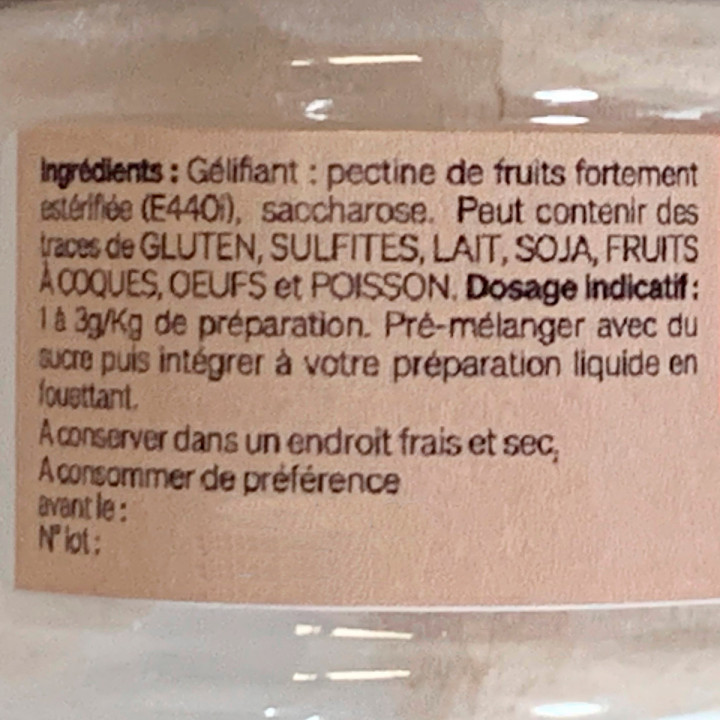 Ingrédients : Gélifiant : pectine de fruits fortement
estérifiée (E440i), saccharose. Peut contenir des
traces de GLUTEN, SULFITES, LAIT, SOJA, FRUITS
À COQUES, OEUFS et POISSON. Dosage indicatif :
1 à 3g/Kg de préparation. Pré-mélanger avec du
sucre puis intégrer à votre préparation liquide en
fouettant.
A conserver dans un endroit frais et sec,
A consommer de préférence
avant le :
N° lot :